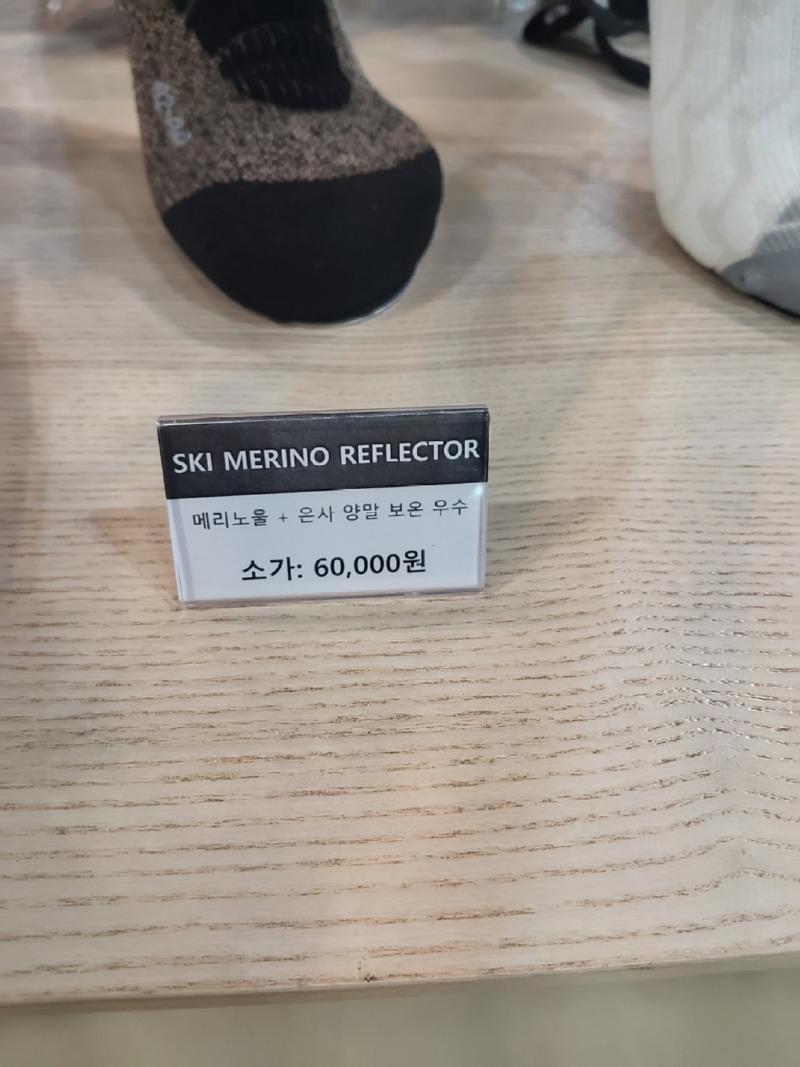 SKI MERINO REFLECTOR
메리노울 + 은사 양말 보온 우수
소가: 60,000원